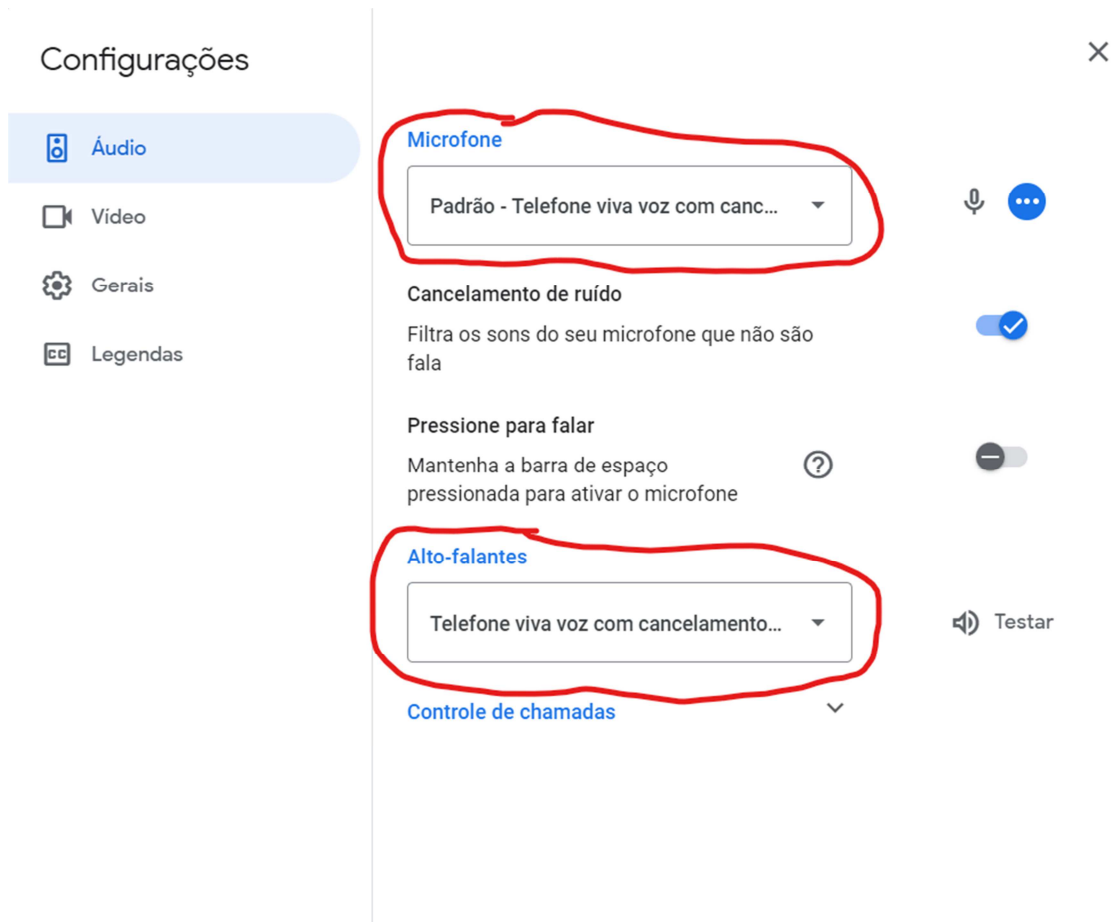 Configurações
Áudio
Vídeo
Gerais
Legendas
Microfone
Padrão - Telefone viva voz com canc...
Cancelamento de ruído
Filtra os sons do seu microfone que não são
fala
Pressione para falar
Mantenha a barra de espaço
pressionada para ativar o microfone
Alto-falantes
Telefone viva voz com cancelamento...
Testar
Controle de chamadas